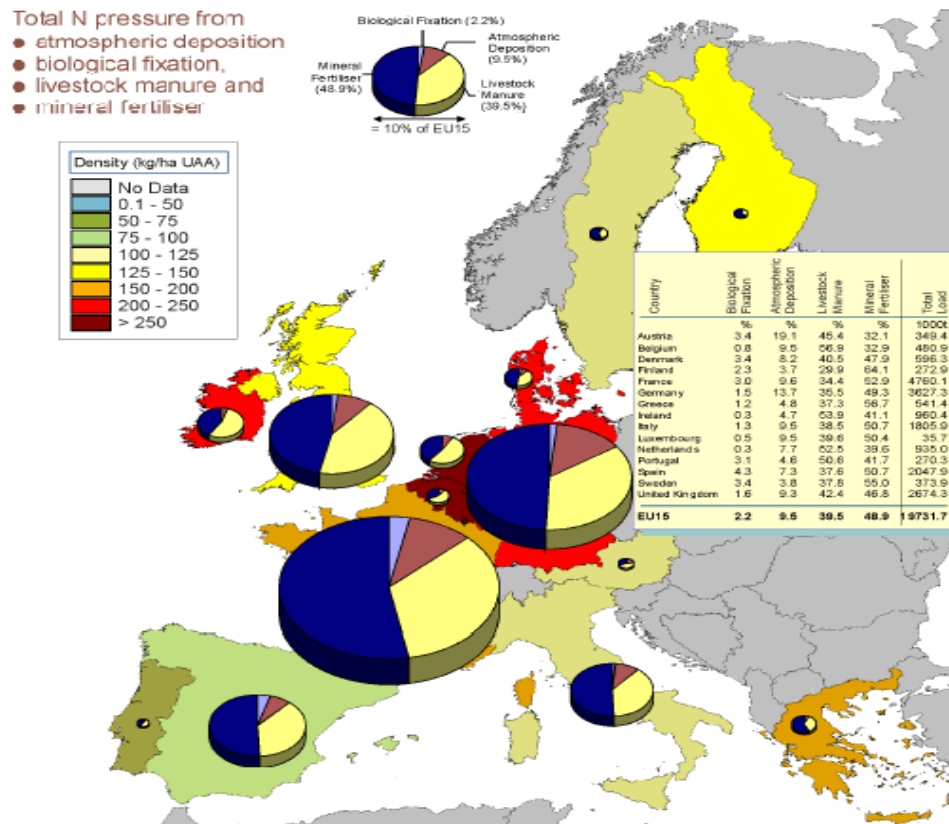 Total N pressure from
● atmospheric deposition
● biological fixation,
● livestock manure and
● mineral fertiliser
Biological Fixation (2.2%)
Atmospheric
Deposition
(9.5%)
Mineral
Fertiliser
(48.9%)
Livestock
Manure
(39.5%)
= 10% of EU15
Density (kg/ha UAA)
No Data
0.1 - 50
50 - 75
75 - 100
100 - 125
125 - 150
150 - 200
200 - 250
> 250
Country Biological Fixation Atmospheric Deposition Livestock Manure Mineral Fertiliser Total Load
% % % % 1000t
Austria 3.4 19.1 45.4 32.1 349.4
Belgium 0.8 9.5 56.9 32.9 480.9
Denmark 3.4 8.2 40.5 47.9 596.3
Finland 2.3 3.7 29.9 64.1 272.9
France 3.0 9.6 34.4 52.9 4760.1
Germany 1.5 13.7 35.5 49.3 3627.3
Greece 1.2 4.8 37.3 56.7 541.4
Ireland 0.3 4.7 53.9 41.1 960.4
Italy 1.3 9.5 38.5 50.7 1805.9
Luxembourg 0.5 9.5 39.6 50.4 35.7
Netherlands 0.3 7.7 52.5 39.6 935.0
Portugal 3.1 4.6 50.6 41.7 270.3
Spain 4.3 7.3 37.6 50.7 2047.9
Sweden 3.4 3.8 37.8 55.0 373.9
United Kingdom 1.6 9.3 42.4 46.8 2674.3
EU15 2.2 9.5 39.5 48.9 19731.7